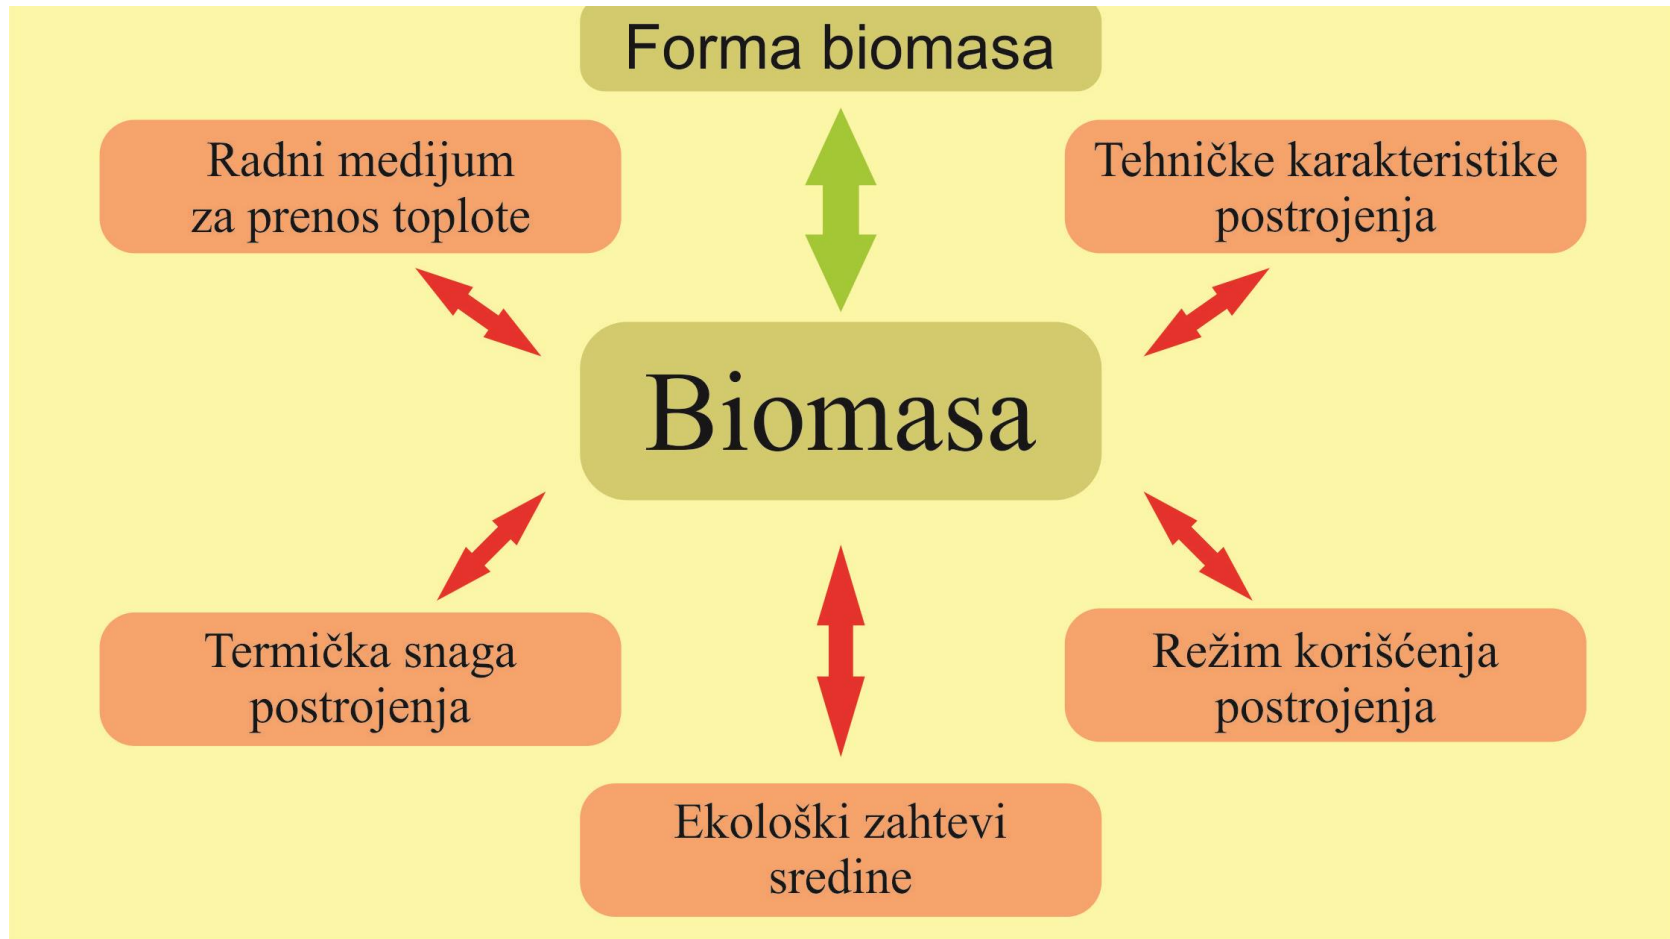 Forma biomasa
Radni medijum
za prenos toplote
Tehničke karakteristike
postrojenja
Biomasa
Termička snaga
postrojenja
Režim korišćenja
postrojenja
Ekološki zahtevi
sredine